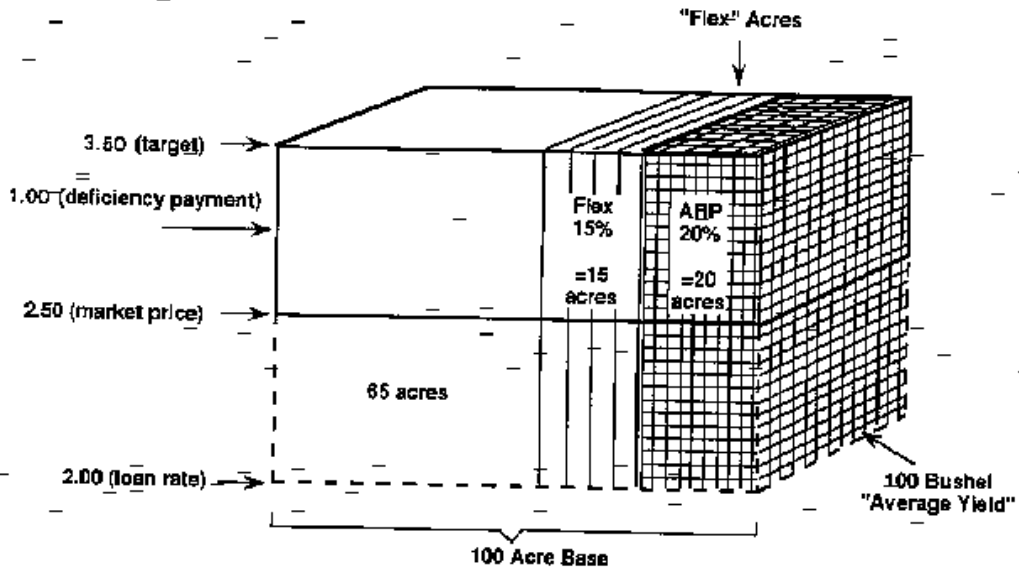 "Flex" Acres
3.50 (target)
1.00 (deficiency payment)
Flex
15%
ARP
20%
=15
acres
=20
acres
2.50 (market price)
65 acres
2.00 (loan rate)
100 Bushel
"Average Yield"
100 Acre Base